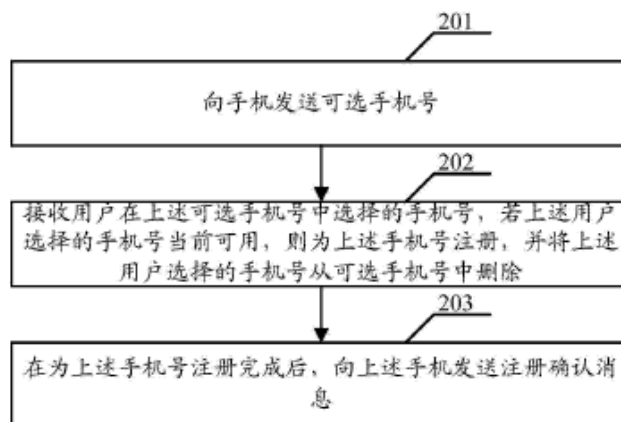 201
向手机发送可选手机号
202
接收用户在上述可选手机号中选择的手机号，若上述用户
选择的手机号当前可用，则为上述手机号注册，并将上述
用户选择的手机号从可选手机号中删除
203
在为上述手机号注册完成后，向上述手机发送注册确认消
息